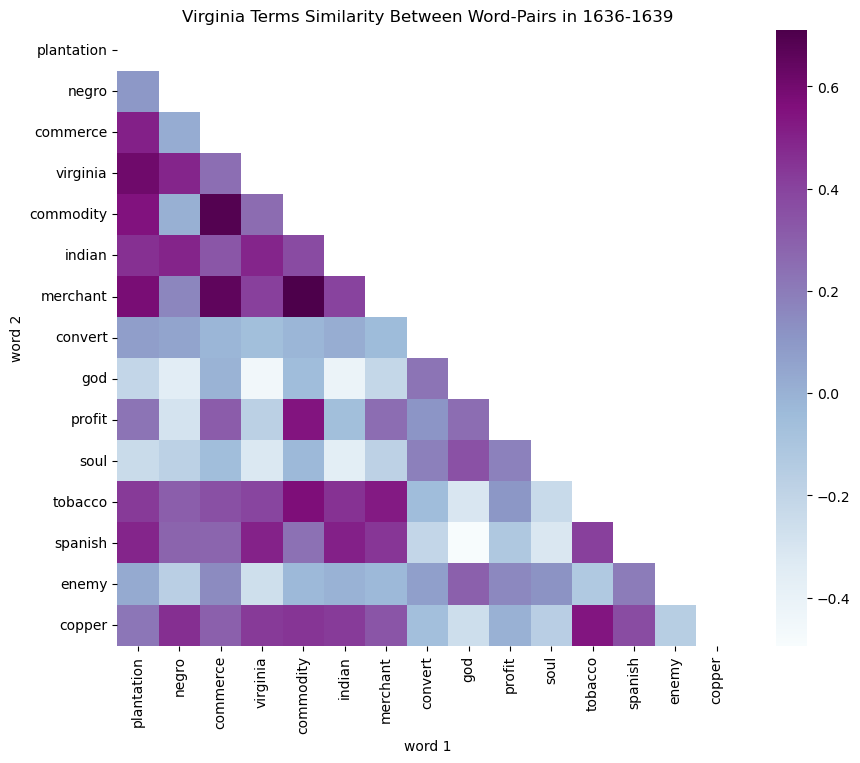 Virginia Terms Similarity Between Word-Pairs in 1636-1639
plantation
negro
commerce
virginia
commodity
indian
merchant
convert
god
profit
soul
tobacco
spanish
enemy
copper
word 2
plantation
negro
commerce
virginia
commodity
indian
merchant
convert
god
profit
soul
tobacco
spanish
enemy
copper
word 1
0.6
0.4
0.2
0.0
−0.2
−0.4